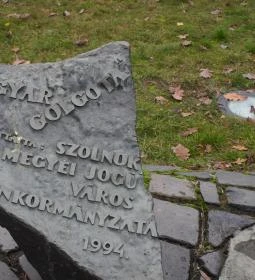 GYAR
GOLGOTA
SZOLNOK
MEGYEI JOGÚ
VÁROS
NKORMÁNYZATA
1994